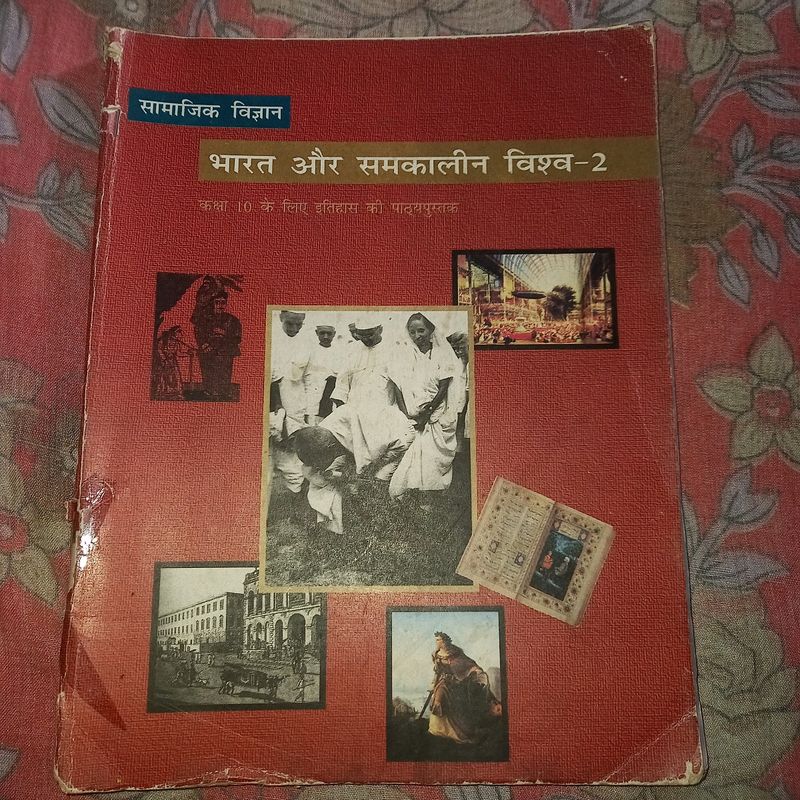 सामाजिक विज्ञान
भारत और समकालीन विश्व-2
कक्षा 10 के लिए इतिहास की पाठ्यपुस्तक